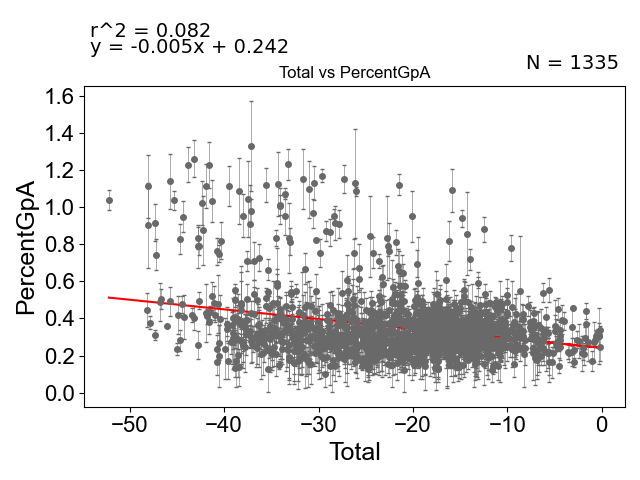 r^2 = 0.082
y = -0.005x + 0.242
N = 1335
Total vs PercentGpA
PercentGpA
1.6
1.4
1.2
1.0
0.8
0.6
0.4
0.2
0.0
−50 −40 −30 −20 −10 0
Total